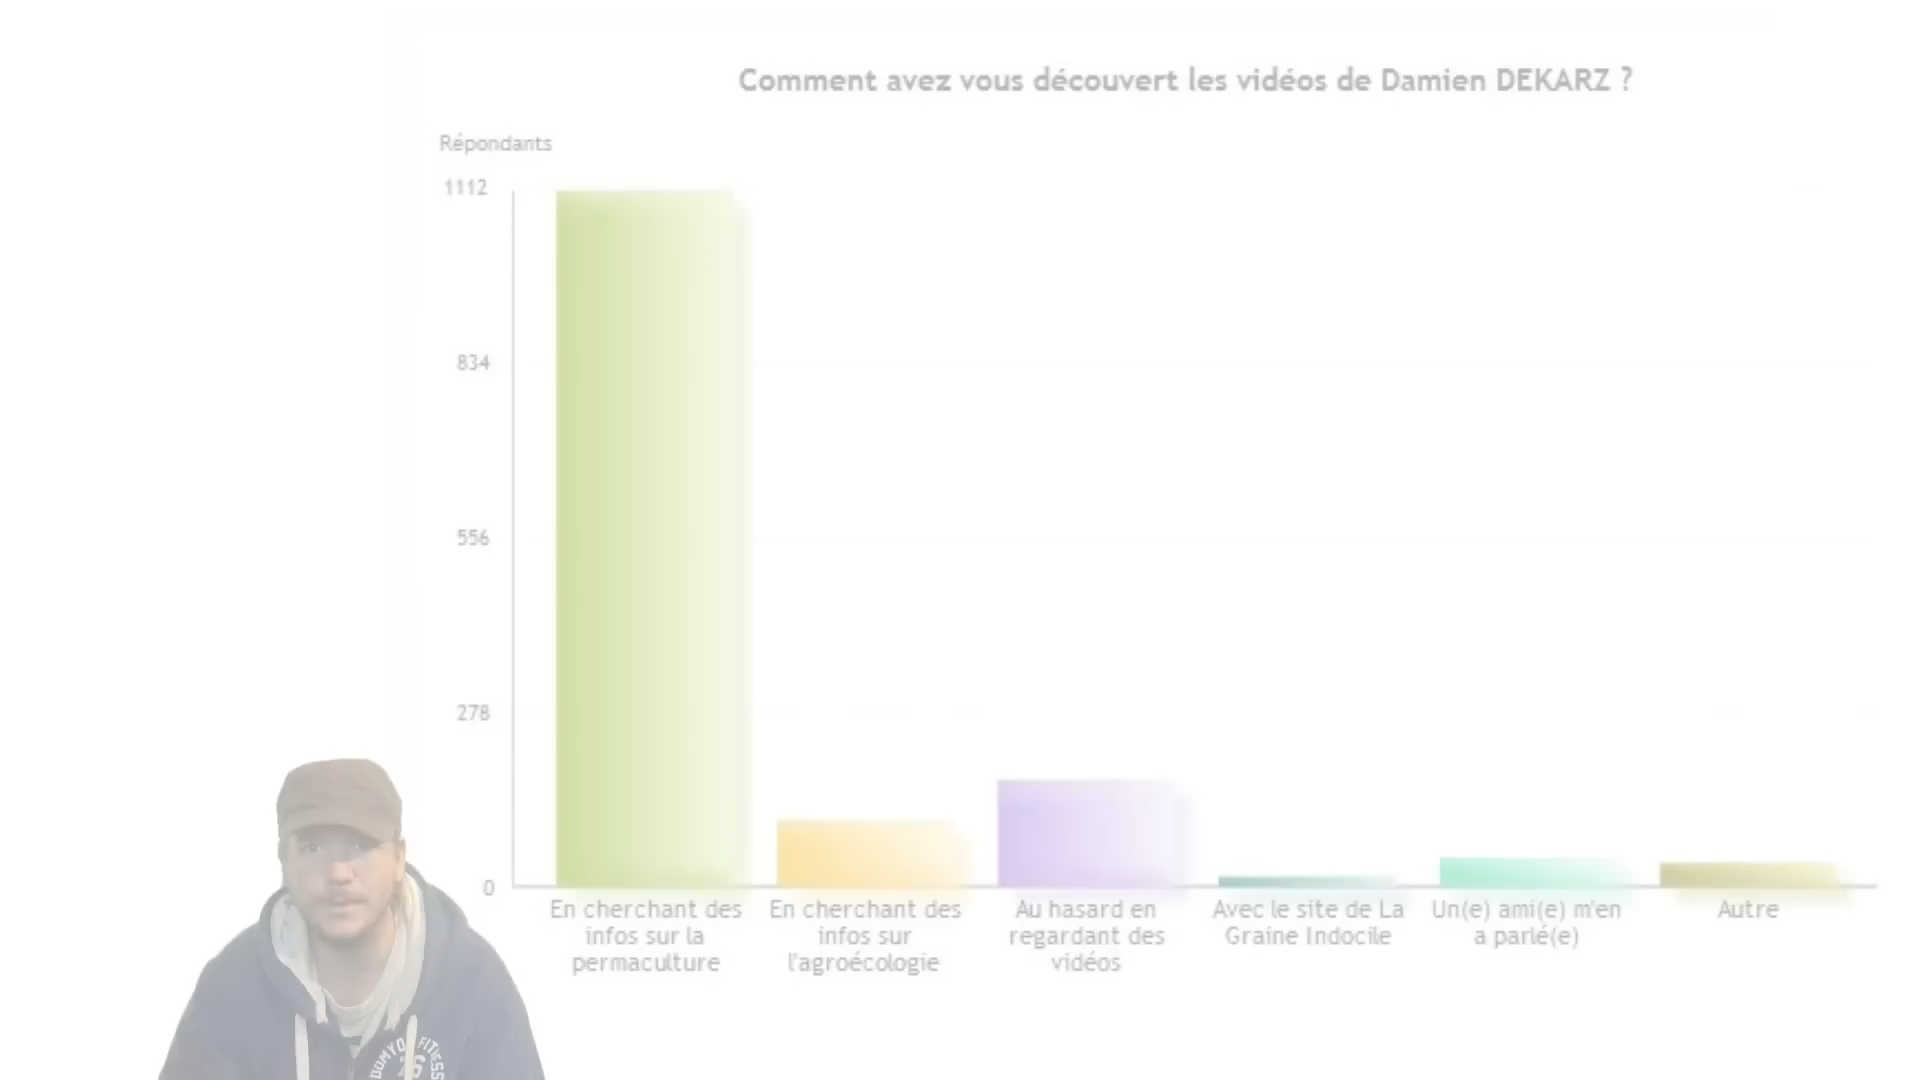 Comment avez vous découvert les vidéos de Damien DEKARZ ?
Répondants
1112
834
556
278
0
En cherchant des
infos sur la
permaculture
En cherchant des
infos sur
l'agroécologie
Au hasard en
regardant des
vidéos
Avec le site de La
Graine Indocile
Un(e) ami(e) m'en
a parlé(e)
Autre
DOMYOS FITNESS